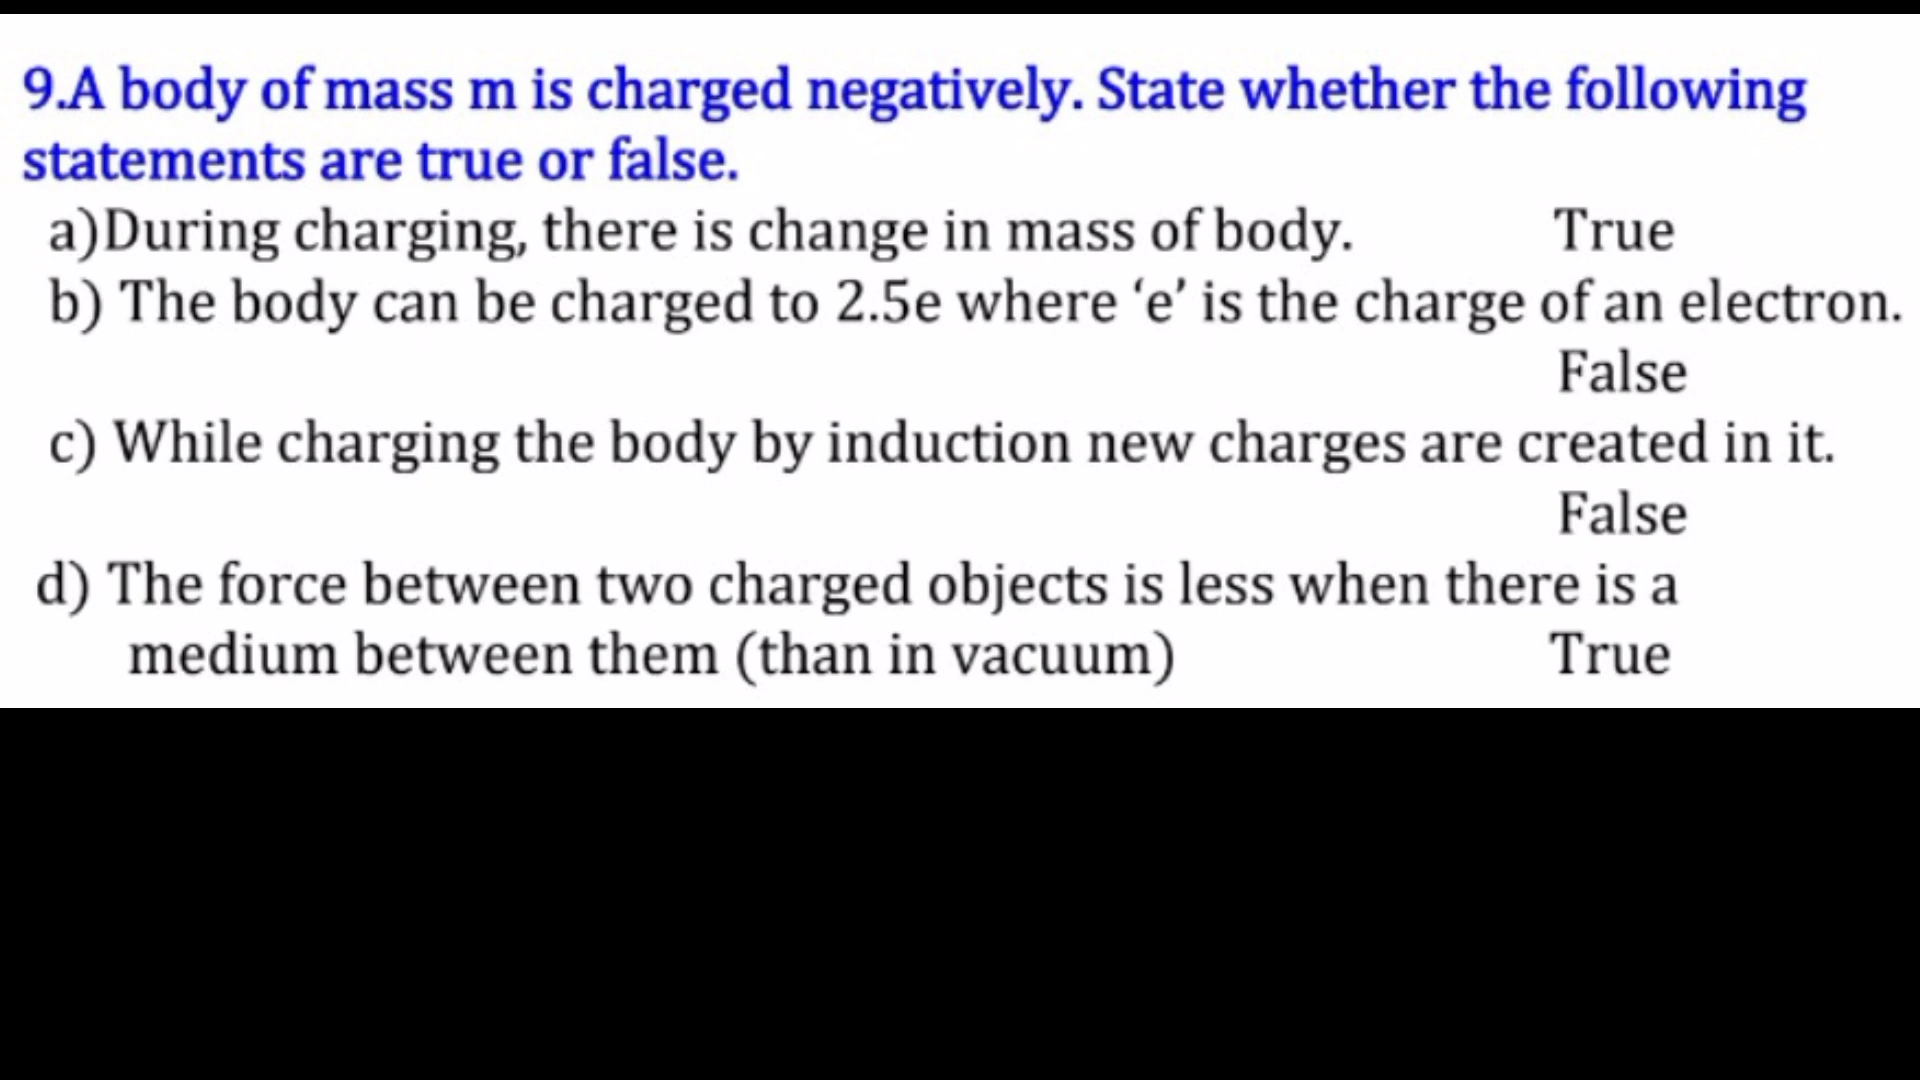 9.A body of mass m is charged negatively. State whether the following
statements are true or false.
a)During charging, there is change in mass of body. True
b) The body can be charged to 2.5e where ‘e’ is the charge of an electron.
False
c) While charging the body by induction new charges are created in it.
False
d) The force between two charged objects is less when there is a
medium between them (than in vacuum) True